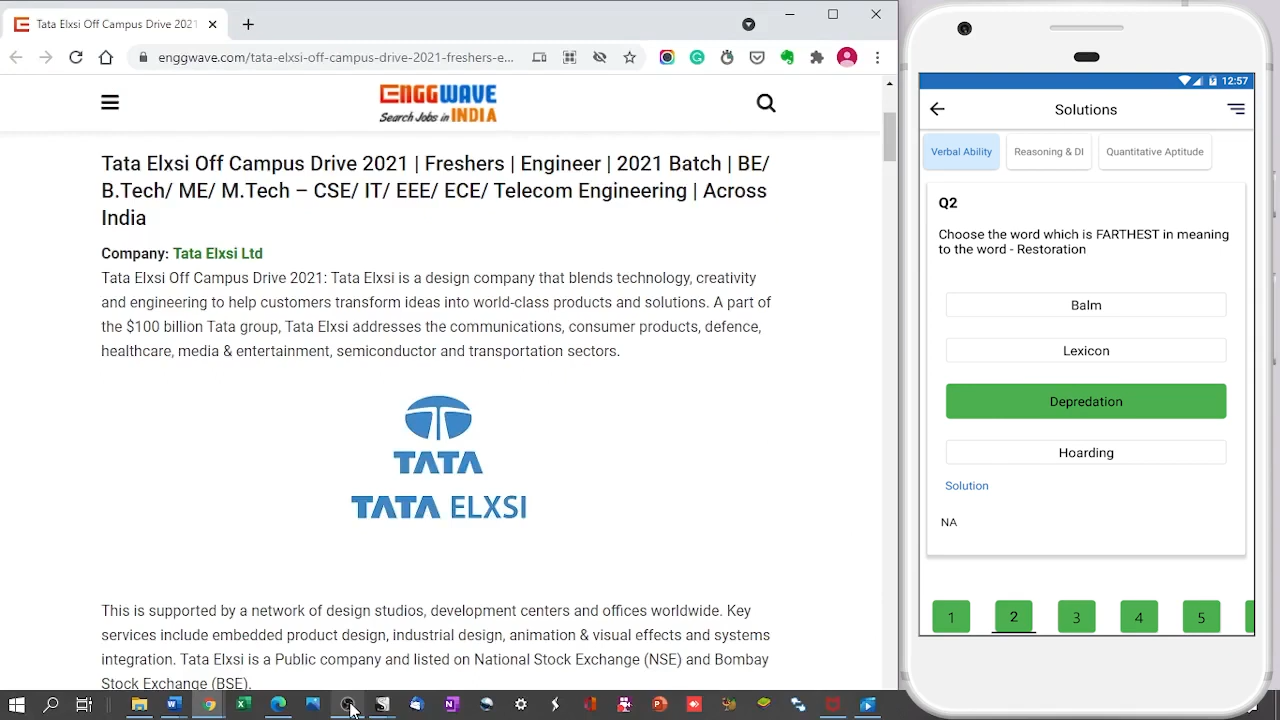 Tata Elxsi Off Campus Drive 2021
enggwave.com/tata-elxsi-off-campus-drive-2021-freshers-e...
ENGGWAVE
Search Jobs in INDIA
Tata Elxsi Off Campus Drive 2021 | Freshers | Engineer | 2021 Batch | BE/
B.Tech/ ME/ M.Tech – CSE/ IT/ EEE/ ECE/ Telecom Engineering | Across
India
Company: Tata Elxsi Ltd
Tata Elxsi Off Campus Drive 2021: Tata Elxsi is a design company that blends technology, creativity
and engineering to help customers transform ideas into world-class products and solutions. A part of
the $100 billion Tata group, Tata Elxsi addresses the communications, consumer products, defence,
healthcare, media & entertainment, semiconductor and transportation sectors.
TATA
TATA ELXSI
This is supported by a network of design studios, development centers and offices worldwide. Key
services include embedded product design, industrial design, animation & visual effects and systems
integration. Tata Elxsi is a Public company and listed on National Stock Exchange (NSE) and Bombay
Stock Exchange (BSE).
12:57
Solutions
Verbal Ability
Reasoning & DI
Quantitative Aptitude
Q2
Choose the word which is FARTHEST in meaning
to the word - Restoration
Balm
Lexicon
Depredation
Hoarding
Solution
NA
1 2 3 4 5